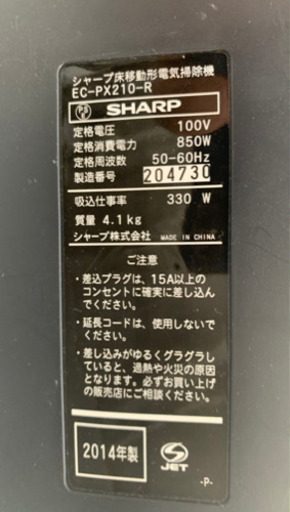 シャープ床移動形電気掃除機
EC-PX210-R
SHARP
定格電圧 100V
定格消費電力 850W
定格周波数 50-60Hz
製造番号 204730
吸込仕事率 330 W
質量 4.1kg
シャープ株式会社 MADE IN CHINA
ご注意
・差込プラグは、15A以上の
コンセントに確実に差し込ん
でください。
・延長コードは、使用しないで
ください。
・差し込みがゆるくグラグラ
していると、過熱や火災の原因
となります。必ずお買い上げ
の販売店にご相談ください。
2014年製
S
JET
-P-